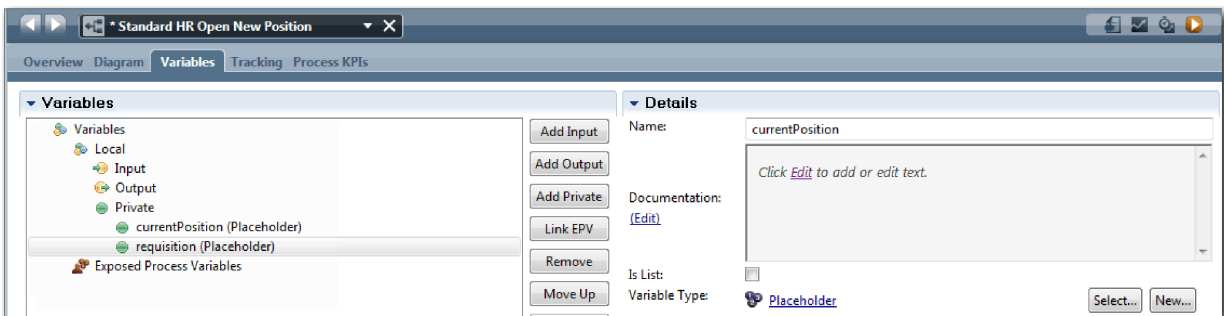 * Standard HR Open New Position
Overview Diagram Variables Tracking Process KPIs
Variables
Variables
Local
Input
Output
Private
currentPosition (Placeholder)
requisition (Placeholder)
Exposed Process Variables
Add Input
Add Output
Add Private
Link EPV
Remove
Move Up
Details
Name:
currentPosition
Click Edit to add or edit text.
Documentation:
(Edit)
Is List:
Variable Type:
Placeholder
Select... New...